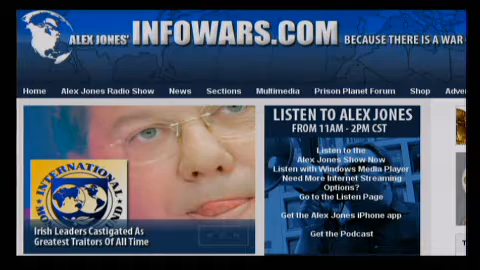 ALEX JONES' INFOWARS.COM BECAUSE THERE IS A WAR
Home Alex Jones Radio Show News Sections Multimedia Prison Planet Forum Shop Adve
LISTEN TO ALEX JONES
FROM 11AM - 2PM CST
Listen to the
Alex Jones Show Now
Listen with Windows Media Player
Need More Internet Streaming
Options?
Go to the Listen Page
Get the Alex Jones iPhone app
Get the Podcast
INTERNATIONAL
Irish Leaders Castigated As
Greatest Traitors Of All Time